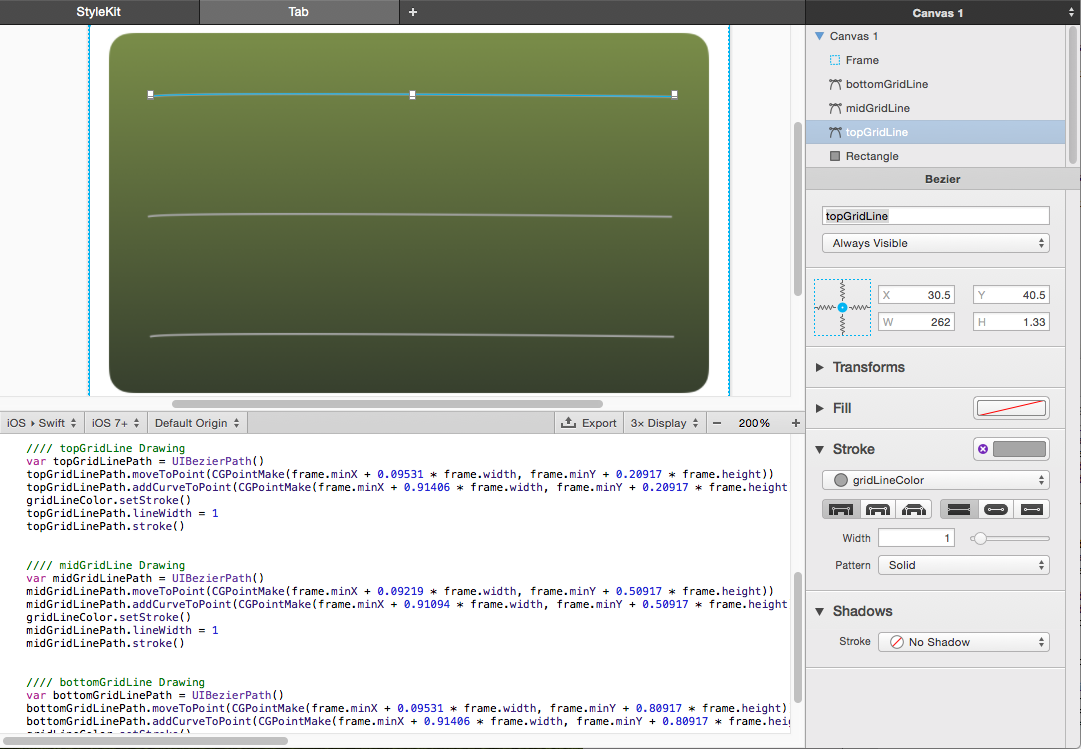 StyleKit
Tab
+
Canvas 1
Canvas 1
Frame
bottomGridLine
midGridLine
topGridLine
Rectangle
Bezier
topGridLine
Always Visible
X 30.5
Y 40.5
W 262
H 1.33
Transforms
Fill
Stroke
gridLineColor
Width 1
Pattern Solid
Shadows
Stroke No Shadow
iOS ▸ Swift
iOS 7+
Default Origin
Export
3× Display
− 200% +
//// topGridLine Drawing
var topGridLinePath = UIBezierPath()
topGridLinePath.moveToPoint(CGPointMake(frame.minX + 0.09531 * frame.width, frame.minY + 0.20917 * frame.height))
topGridLinePath.addCurveToPoint(CGPointMake(frame.minX + 0.91406 * frame.width, frame.minY + 0.20917 * frame.height
gridLineColor.setStroke()
topGridLinePath.lineWidth = 1
topGridLinePath.stroke()
//// midGridLine Drawing
var midGridLinePath = UIBezierPath()
midGridLinePath.moveToPoint(CGPointMake(frame.minX + 0.09219 * frame.width, frame.minY + 0.50917 * frame.height))
midGridLinePath.addCurveToPoint(CGPointMake(frame.minX + 0.91094 * frame.width, frame.minY + 0.50917 * frame.height
gridLineColor.setStroke()
midGridLinePath.lineWidth = 1
midGridLinePath.stroke()
//// bottomGridLine Drawing
var bottomGridLinePath = UIBezierPath()
bottomGridLinePath.moveToPoint(CGPointMake(frame.minX + 0.09531 * frame.width, frame.minY + 0.80917 * frame.height)
bottomGridLinePath.addCurveToPoint(CGPointMake(frame.minX + 0.91406 * frame.width, frame.minY + 0.80917 * frame.hei
gridLineColor.setStroke()